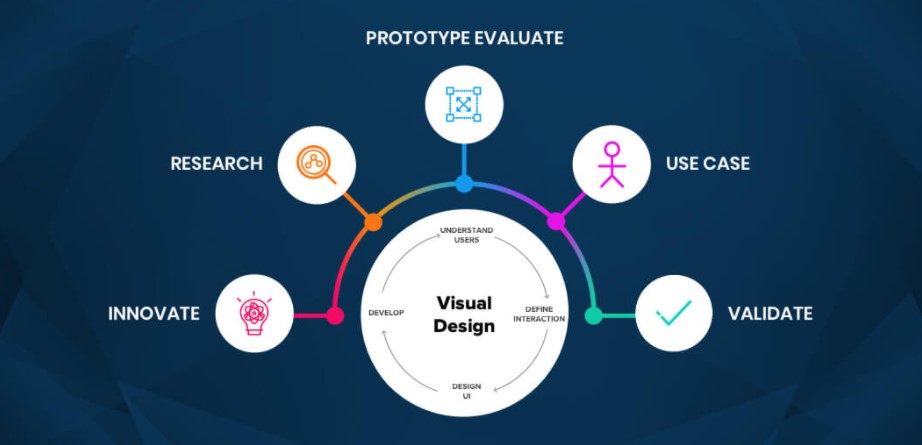 PROTOTYPE EVALUATE
RESEARCH
USE CASE
INNOVATE
VALIDATE
UNDERSTAND
USERS
DEVELOP
Visual
Design
DEFINE
INTERACTION
DESIGN
UI